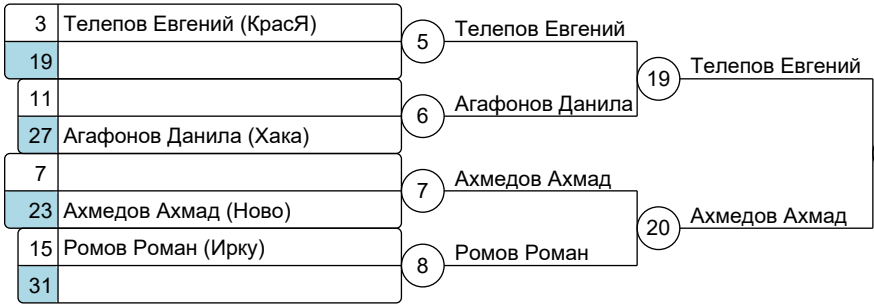 3 Телепов Евгений (КрасЯ)
19
5 Телепов Евгений
11
27 Агафонов Данила (Хака)
6 Агафонов Данила
19 Телепов Евгений
7
23 Ахмедов Ахмад (Ново)
7 Ахмедов Ахмад
15 Ромов Роман (Ирку)
31
8 Ромов Роман
20 Ахмедов Ахмад